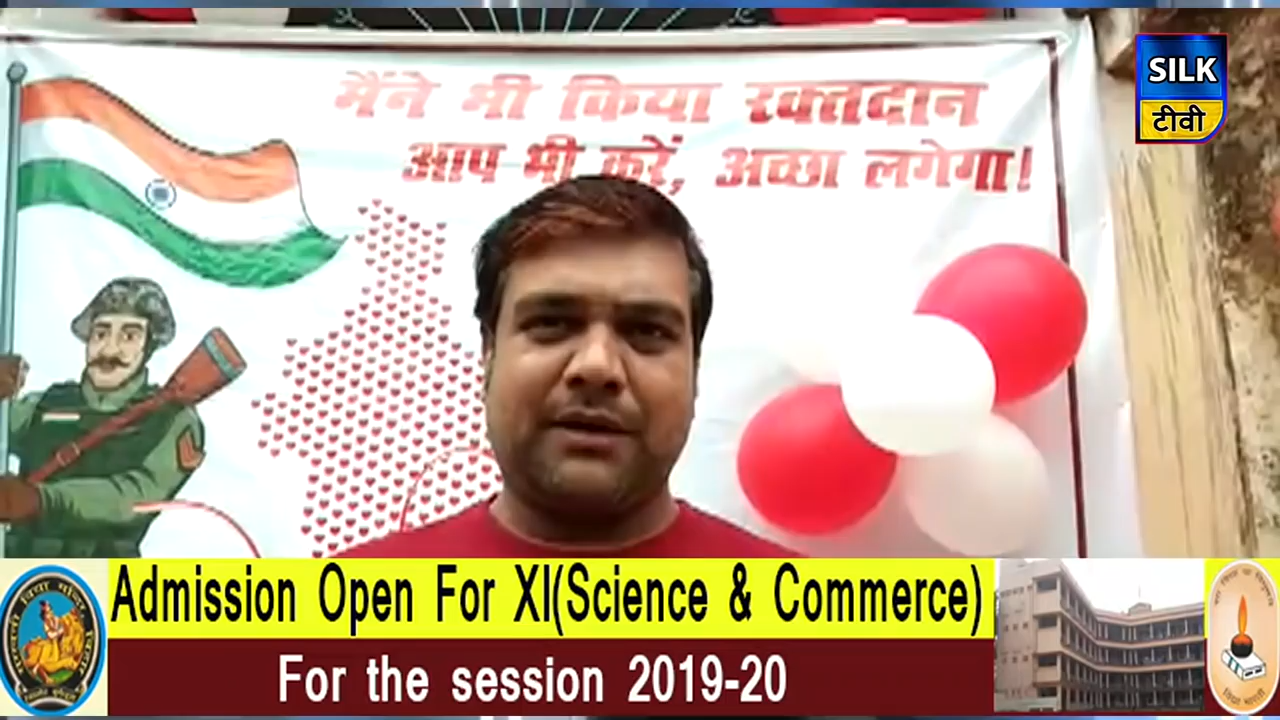 मैंने भी किया रक्तदान
आप भी करें, अच्छा लगेगा!
SILK
टीवी
Admission Open For XI(Science & Commerce)
For the session 2019-20